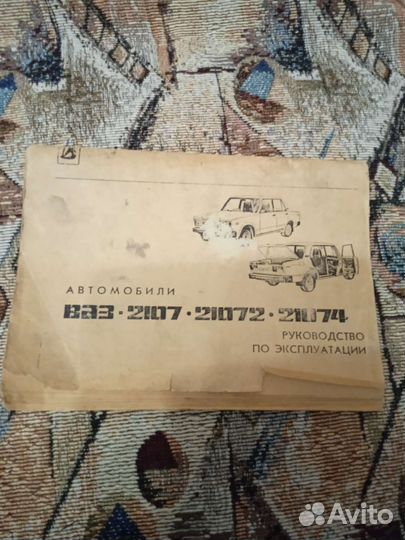 АВТОМОБИЛИ
ВАЗ · 2107 · 21072 · 21074
РУКОВОДСТВО
ПО ЭКСПЛУАТАЦИИ
Avito